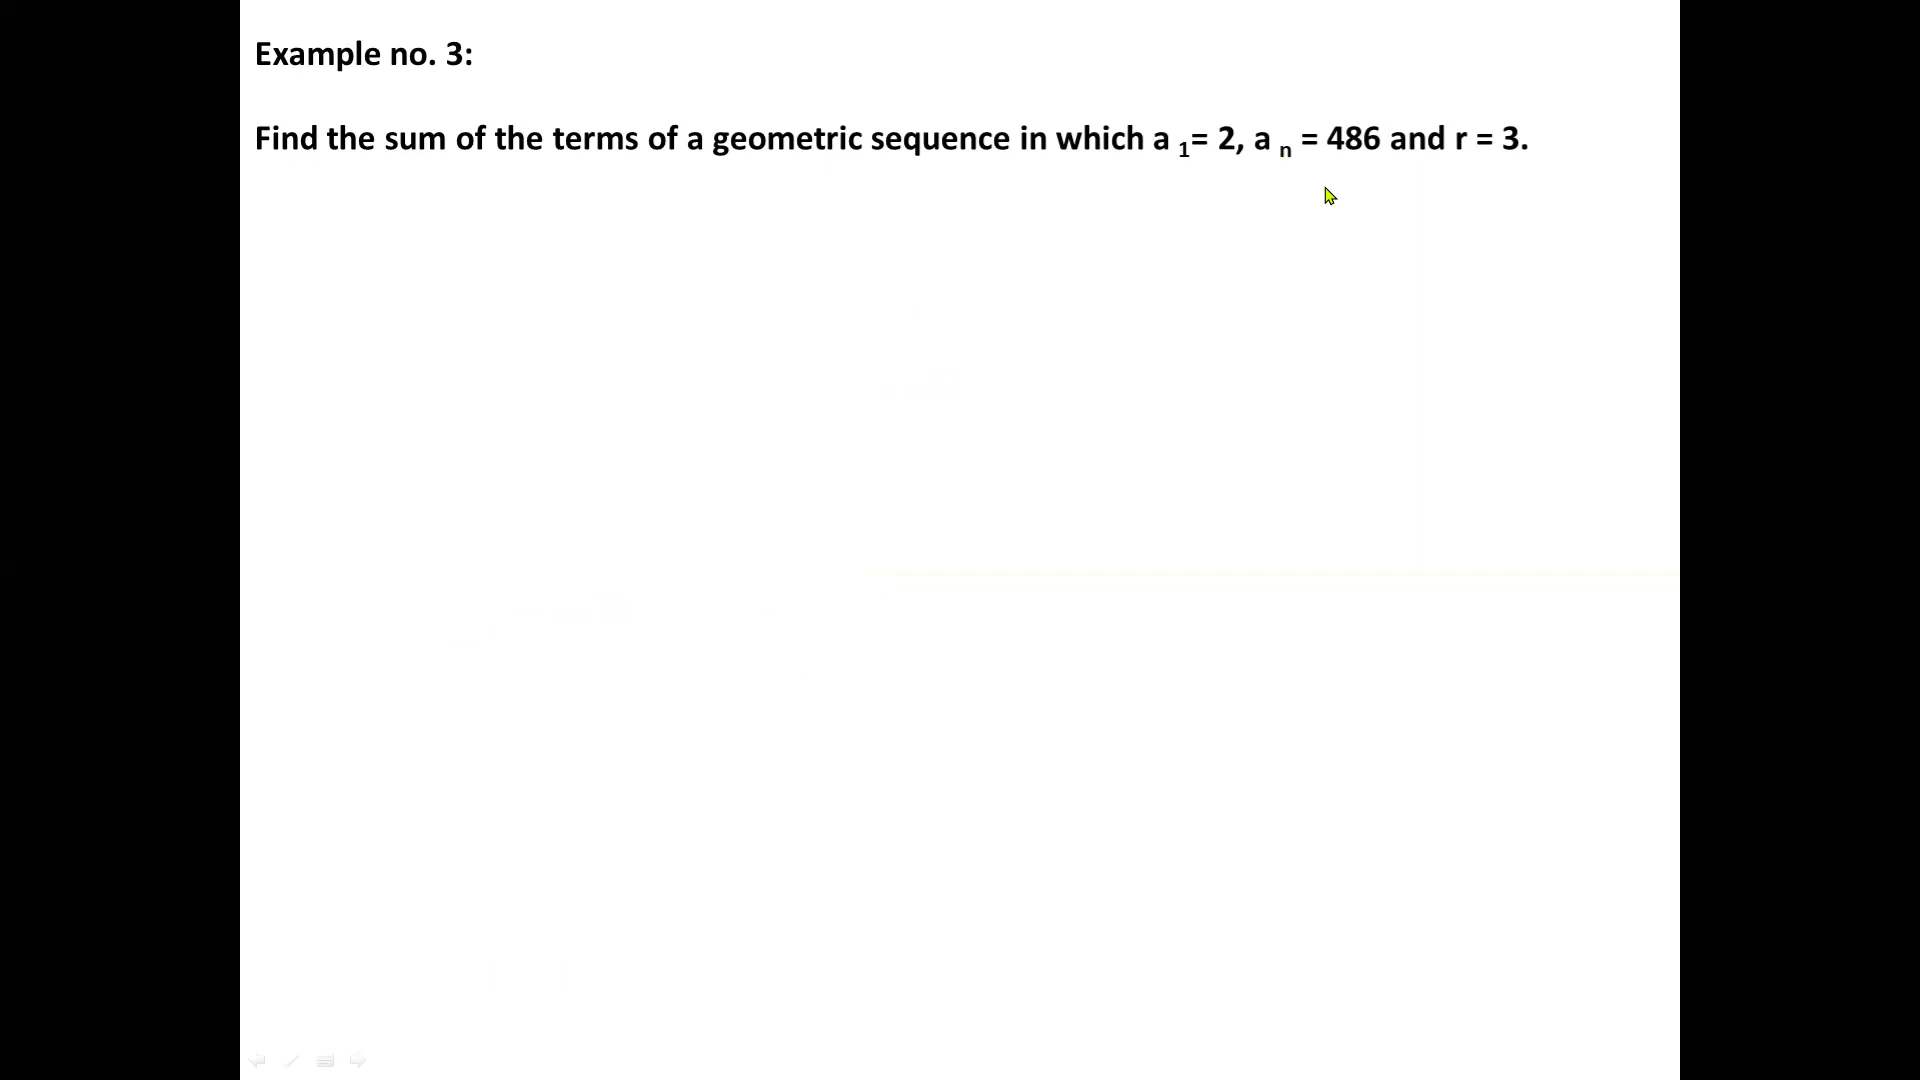 Example no. 3:
Find the sum of the terms of a geometric sequence in which a ₁= 2, a ₙ = 486 and r = 3.